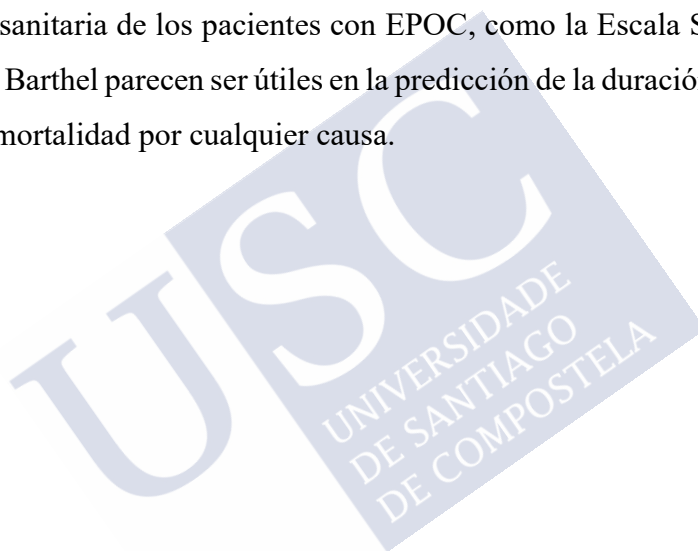 sanitaria de los pacientes con EPOC, como la Escala S
Barthel parecen ser útiles en la predicción de la duració
mortalidad por cualquier causa.
USC
UNIVERSIDADE
DE SANTIAGO
DE COMPOSTELA